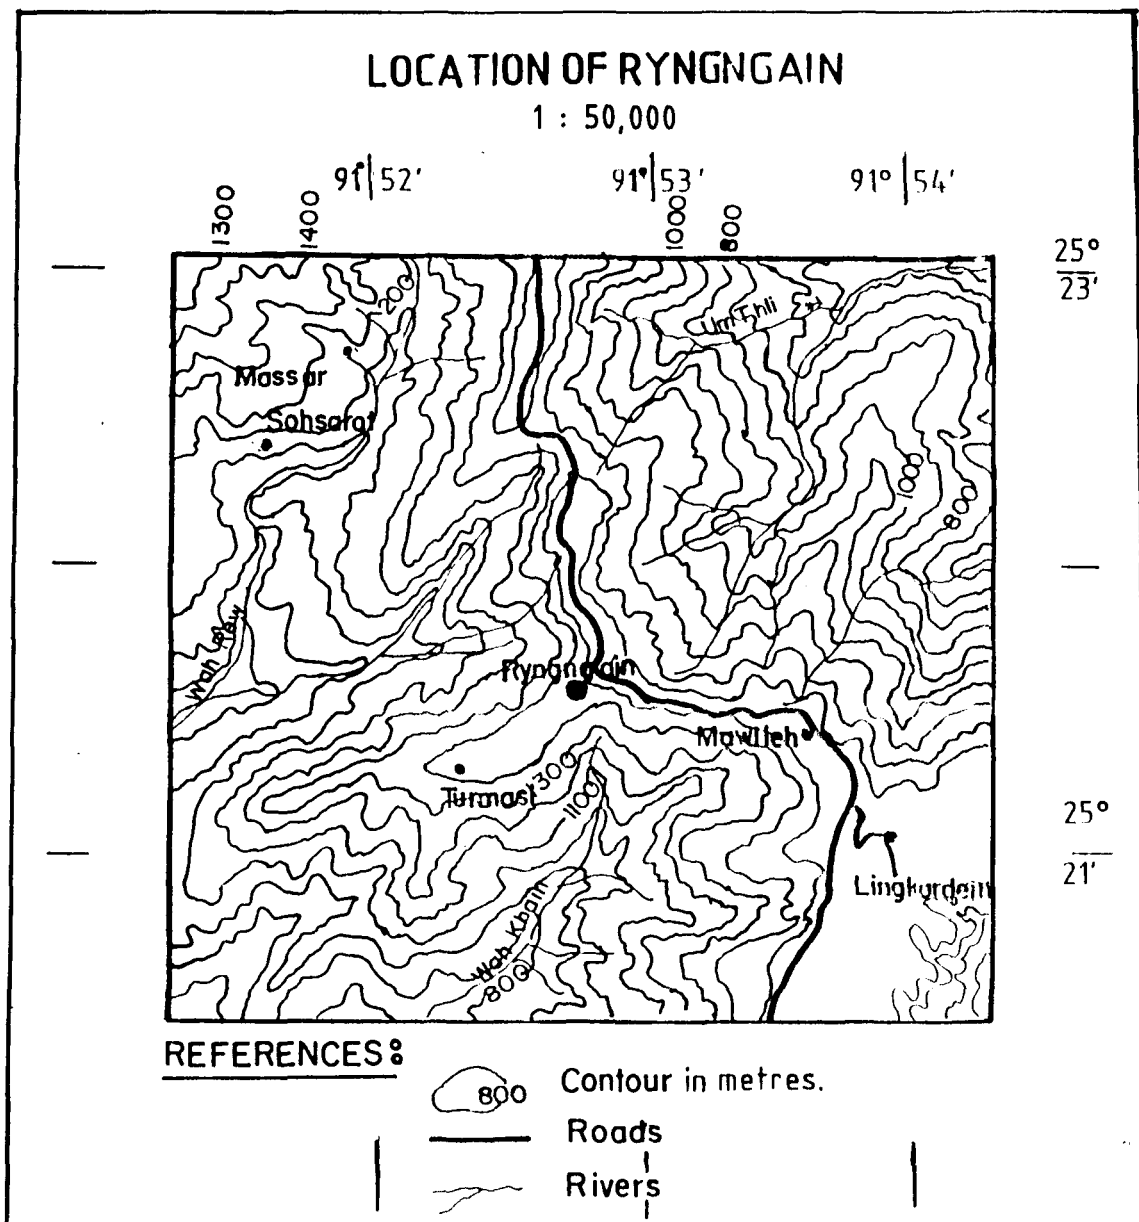 LOCATION OF RYNGNGAIN
1 : 50,000
91° 52'
91° 53'
91° 54'
1300
1400
1000
800
25°
23'
1200
Um Thli
Massar
Sohsarat
1000
800
Wah
Ryngngain
Mawlieh
1300
Turmast
1100
25°
21'
Lingkurdein
Wah Khain
800
REFERENCES:
800 Contour in metres.
Roads
Rivers